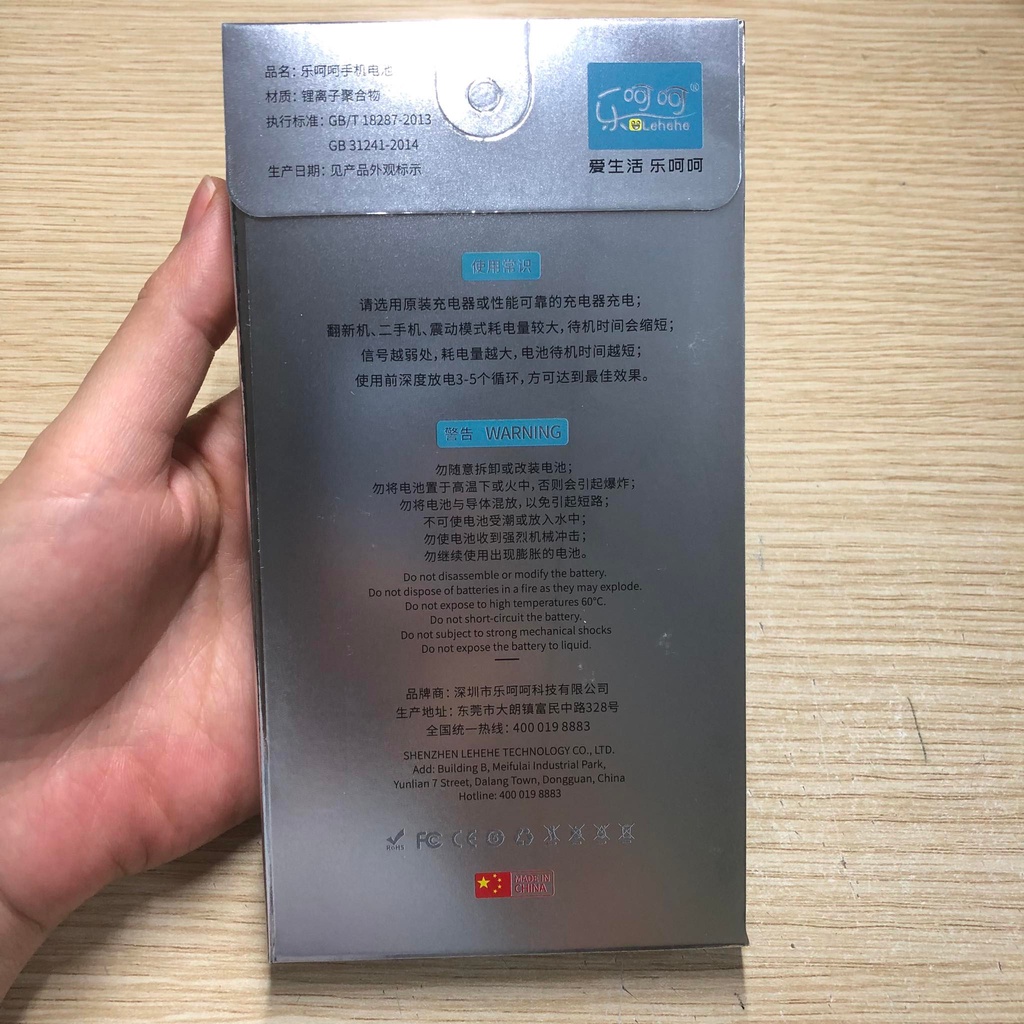 品名：乐呵呵手机电池
材质：锂离子聚合物
执行标准：GB/T 18287-2013
GB 31241-2014
生产日期：见产品外观标示
乐呵呵®
Lehehe
爱生活 乐呵呵
使用常识
请选用原装充电器或性能可靠的充电器充电；
翻新机、二手机、震动模式耗电量较大，待机时间会缩短；
信号越弱处，耗电量越大，电池待机时间越短；
使用前深度放电3-5个循环，方可达到最佳效果。
警告 WARNING
勿随意拆卸或改装电池；
勿将电池置于高温下或火中，否则会引起爆炸；
勿将电池与导体混放，以免引起短路；
不可使电池受潮或放入水中；
勿使电池收到强烈机械冲击；
勿继续使用出现膨胀的电池。
Do not disassemble or modify the battery.
Do not dispose of batteries in a fire as they may explode.
Do not expose to high temperatures 60°C.
Do not short-circuit the battery.
Do not subject to strong mechanical shocks
Do not expose the battery to liquid.
品牌商：深圳市乐呵呵科技有限公司
生产地址：东莞市大朗镇富民中路328号
全国统一热线：400 019 8883
SHENZHEN LEHEHE TECHNOLOGY CO., LTD.
Add: Building B, Meifulai Industrial Park,
Yunlian 7 Street, Dalang Town, Dongguan, China
Hotline: 400 019 8883
RoHS FC CE
MADE IN
CHINA